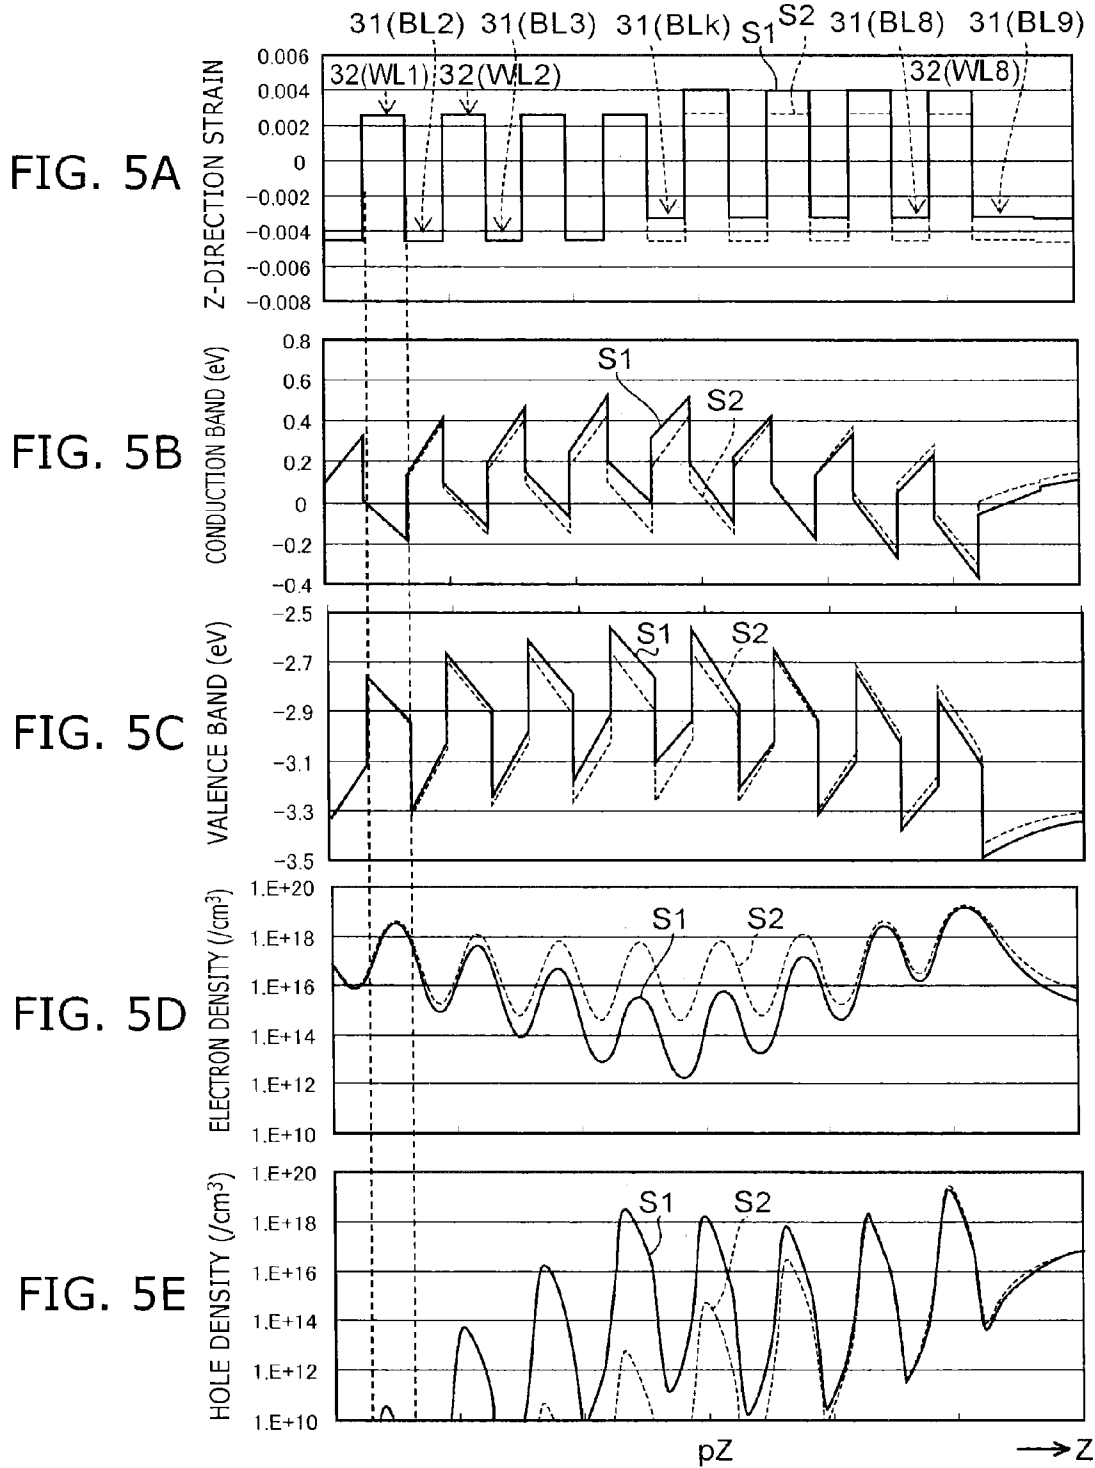 31(BL2) 31(BL3) 31(BLk) S1 S2 31(BL8) 31(BL9)
32(WL1) 32(WL2) 32(WL8)
FIG. 5A
Z-DIRECTION STRAIN
0.006
0.004
0.002
0
−0.002
−0.004
−0.006
−0.008
FIG. 5B
CONDUCTION BAND (eV)
0.8
0.6
0.4
0.2
0
−0.2
−0.4
S1
S2
FIG. 5C
VALENCE BAND (eV)
−2.5
−2.7
−2.9
−3.1
−3.3
−3.5
S1
S2
FIG. 5D
ELECTRON DENSITY (/cm³)
1.E+20
1.E+18
1.E+16
1.E+14
1.E+12
1.E+10
S1
S2
FIG. 5E
HOLE DENSITY (/cm³)
1.E+20
1.E+18
1.E+16
1.E+14
1.E+12
1.E+10
S1
S2
pZ
Z